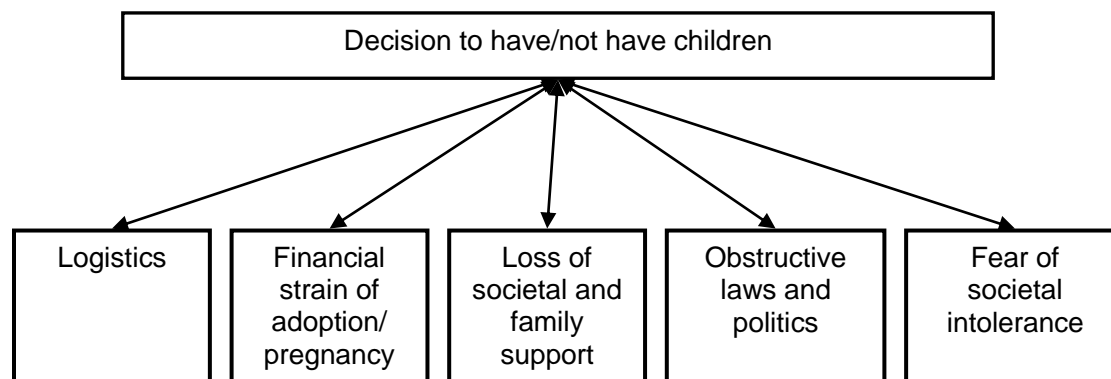 Decision to have/not have children
Logistics
Financial
strain of
adoption/
pregnancy
Loss of
societal and
family
support
Obstructive
laws and
politics
Fear of
societal
intolerance